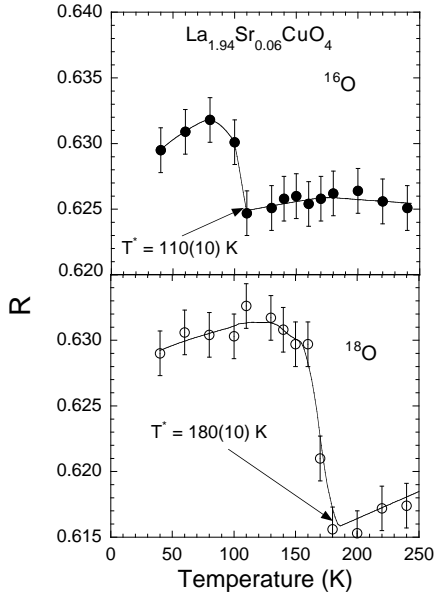 La1.94Sr0.06CuO4
16O
0.640
0.635
0.630
0.625
0.620
T* = 110(10) K
R
18O
0.630
0.625
0.620
0.615
T* = 180(10) K
0 50 100 150 200 250
Temperature (K)